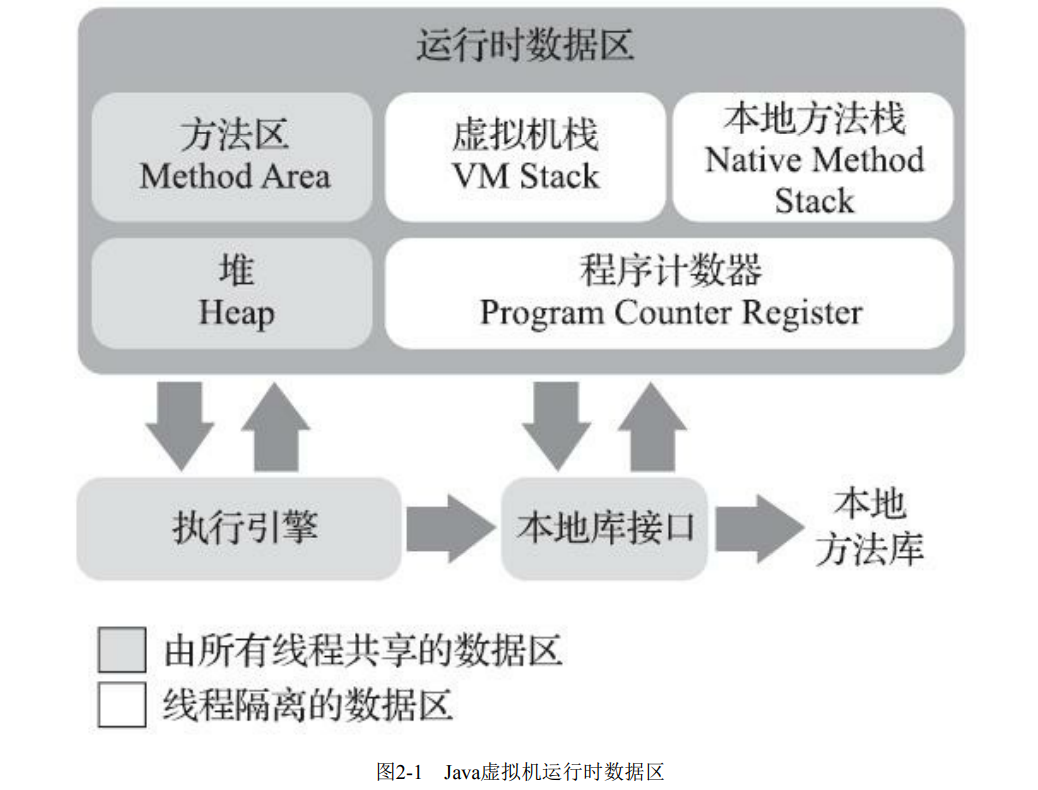 运行时数据区
方法区
Method Area
虚拟机栈
VM Stack
本地方法栈
Native Method
Stack
堆
Heap
程序计数器
Program Counter Register
执行引擎
本地库接口
本地
方法库
由所有线程共享的数据区
线程隔离的数据区
图2-1 Java虚拟机运行时数据区